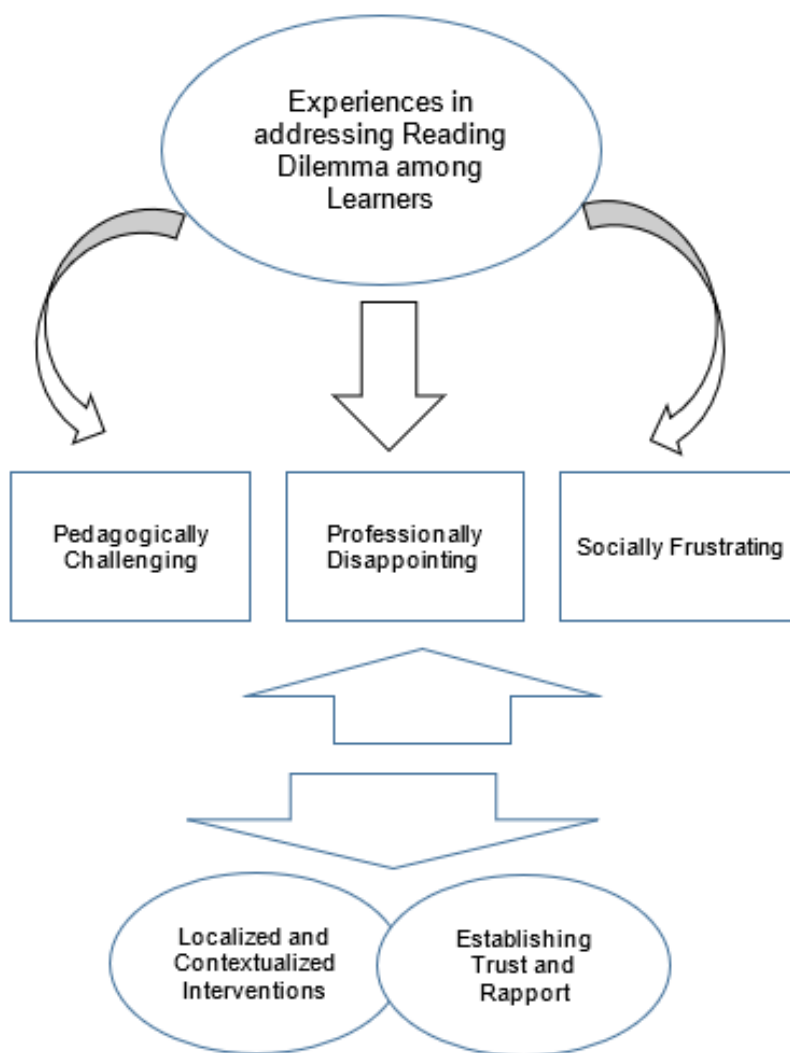 Experiences in
addressing Reading
Dilemma among
Learners
Pedagogically
Challenging
Professionally
Disappointing
Socially Frustrating
Localized and
Contextualized
Interventions
Establishing
Trust and
Rapport